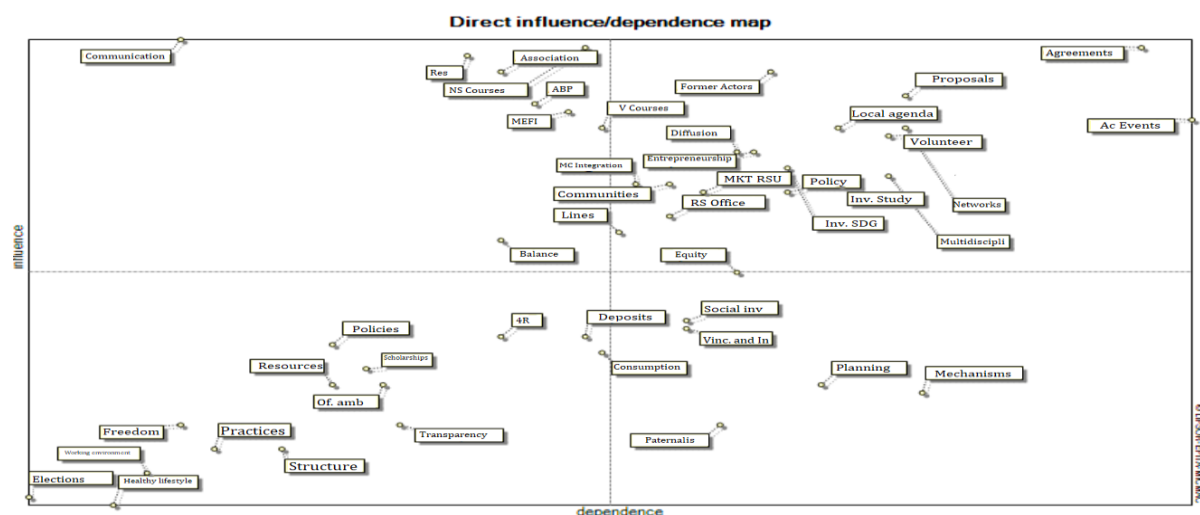 Direct influence/dependence map
Communication
Association
Agreements
Res
Proposals
NS Courses
ABP
Former Actors
V Courses
Local agenda
MEFI
Ac Events
Diffusion
Volunteer
Entrepreneurship
MC Integration
MKT RSU
Policy
Communities
Inv. Study
RS Office
Networks
Lines
Inv. SDG
Multidiscipli
Balance
Equity
influence
Social inv
4R
Deposits
Policies
Vinc. and In
Scholarships
Resources
Consumption
Planning
Mechanisms
Of. amb
Freedom
Practices
Transparency
Paternalis
Working environment
Structure
Elections
Healthy lifestyle
dependence